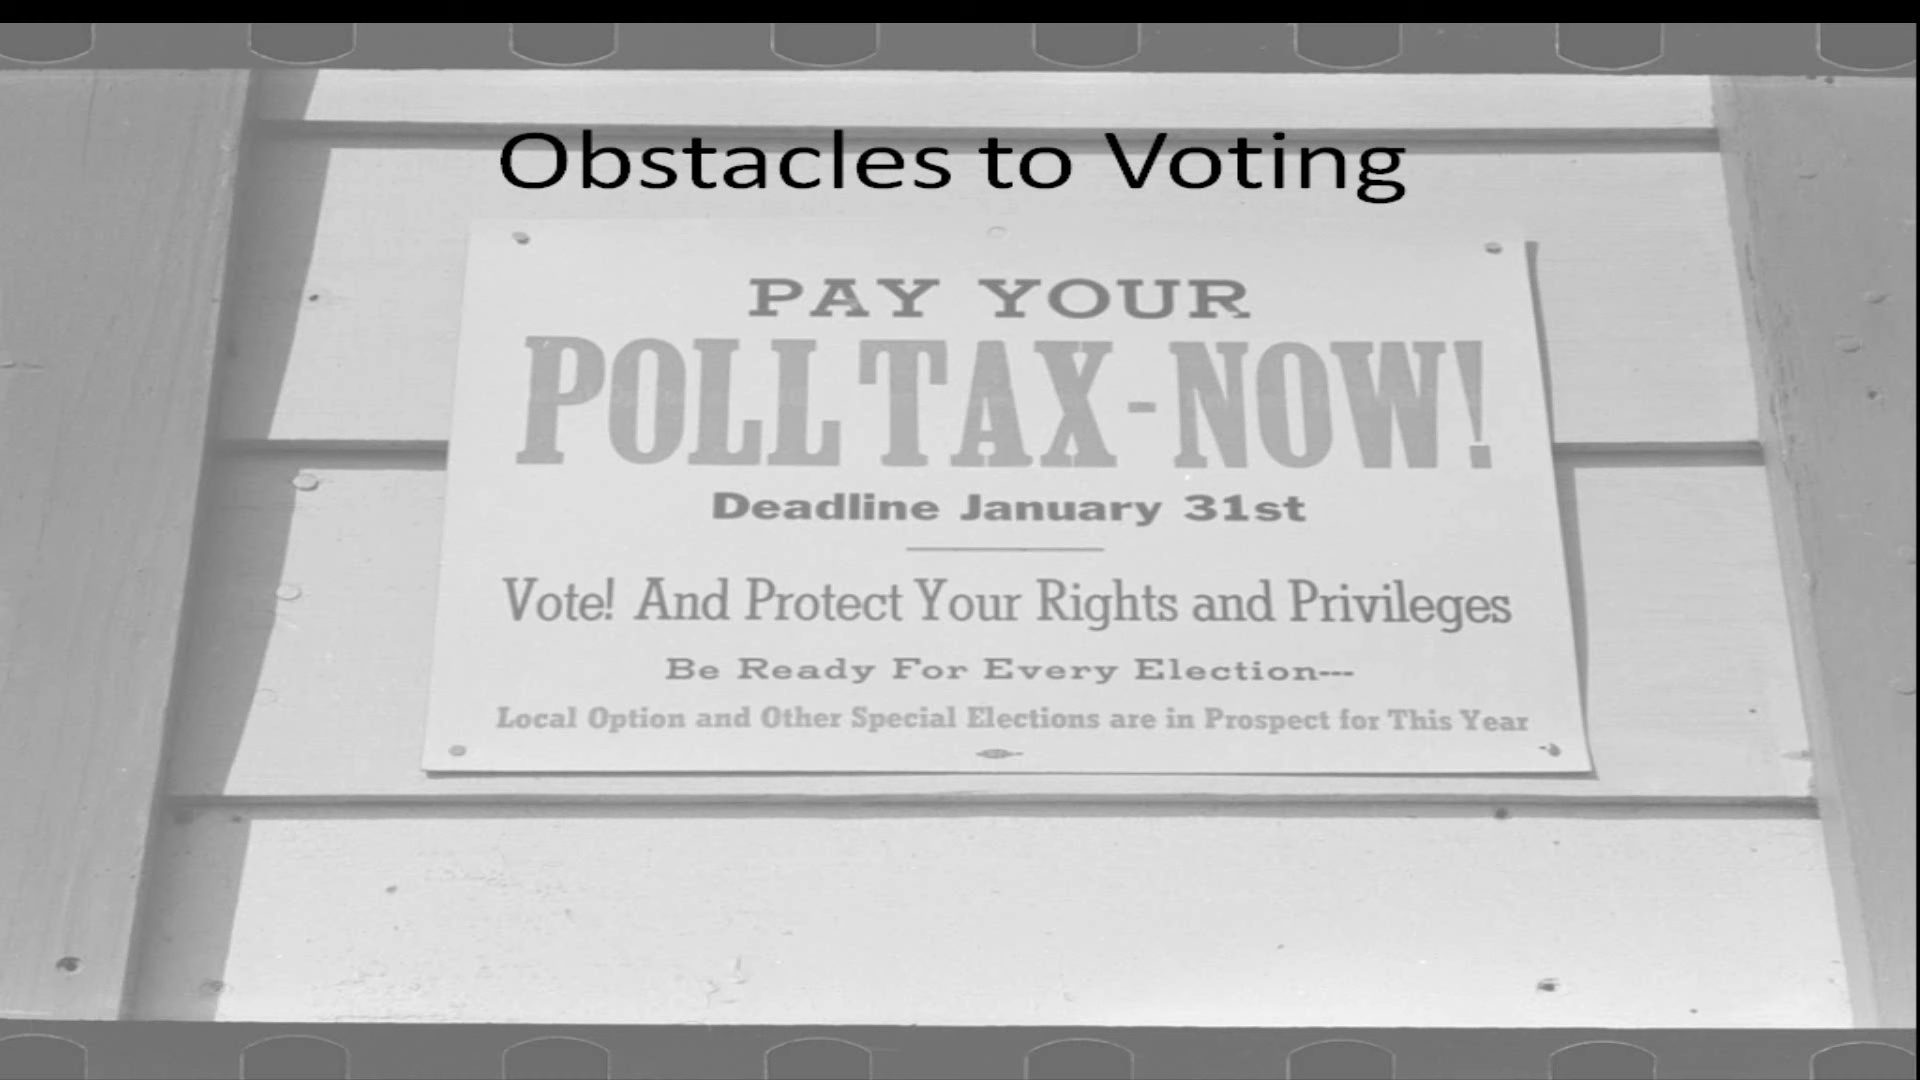 Obstacles to Voting
PAY YOUR
POLL TAX-NOW!
Deadline January 31st
Vote! And Protect Your Rights and Privileges
Be Ready For Every Election---
Local Option and Other Special Elections are in Prospect for This Year